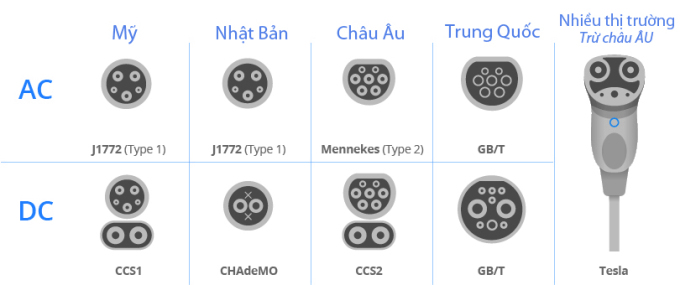 Mỹ
Nhật Bản
Châu Âu
Trung Quốc
Nhiều thị trường
Trừ châu ÂU
AC
J1772 (Type 1)
J1772 (Type 1)
Mennekes (Type 2)
GB/T
DC
CCS1
CHAdeMO
CCS2
GB/T
Tesla